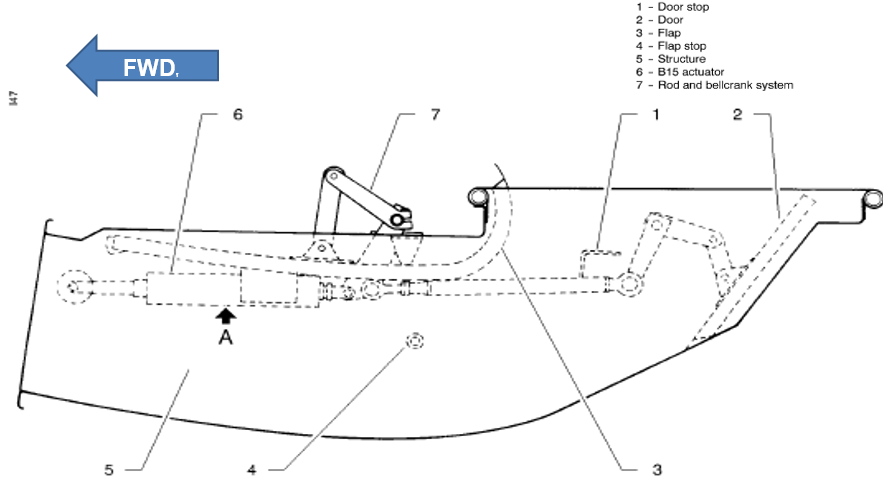 1 - Door stop
2 - Door
3 - Flap
4 - Flap stop
5 - Structure
6 - B15 actuator
7 - Rod and bellcrank system
FWD,
147
6
7
1
2
A
5
4
3